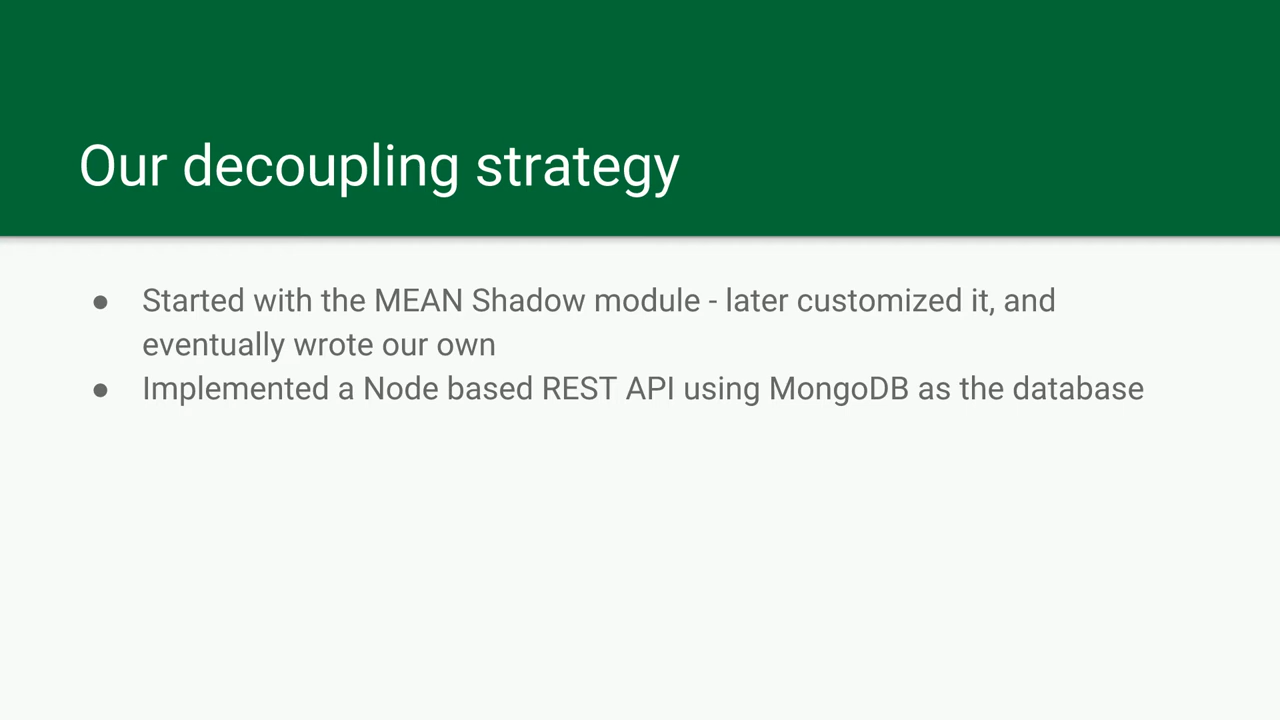 Our decoupling strategy
● Started with the MEAN Shadow module - later customized it, and
eventually wrote our own
● Implemented a Node based REST API using MongoDB as the database